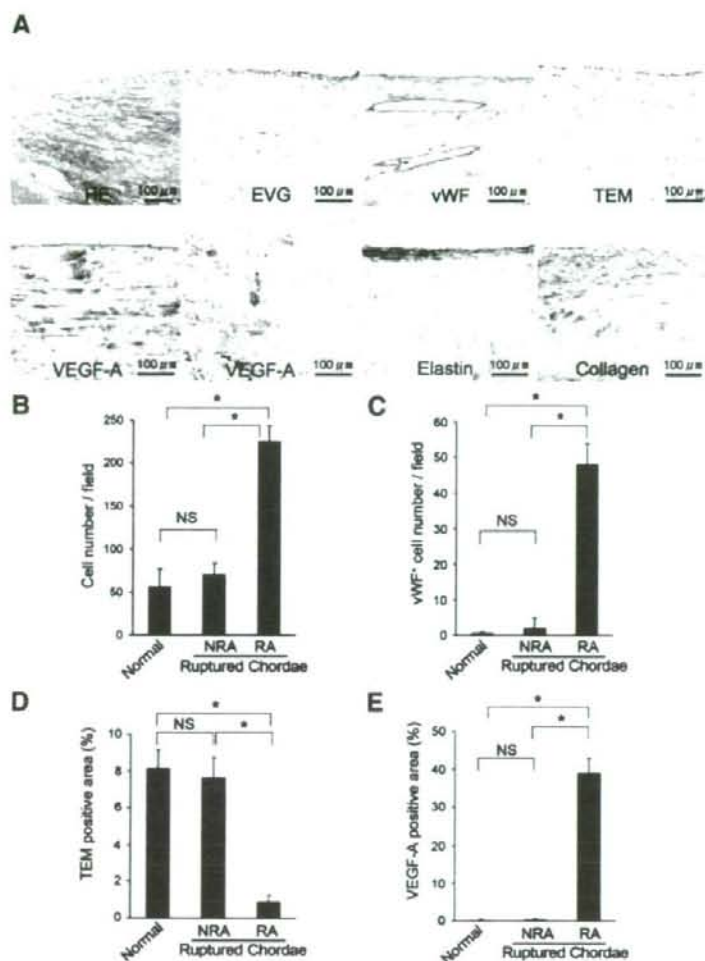 A
HE 100 μm EVG 100 μm vWF 100 μm TEM 100 μm
VEGF-A 100 μm VEGF-A 100 μm Elastin 100 μm Collagen 100 μm
B
Cell number / field
250
200
150
100
50
0
*
*
NS
Normal NRA RA
Ruptured Chordae
C
vWF⁺ cell number / field
60
50
40
30
20
10
0
*
*
NS
Normal NRA RA
Ruptured Chordae
D
TEM positive area (%)
10
8
6
4
2
0
*
NS *
Normal NRA RA
Ruptured Chordae
E
VEGF-A positive area (%)
50
40
30
20
10
0
*
*
NS
Normal NRA RA
Ruptured Chordae